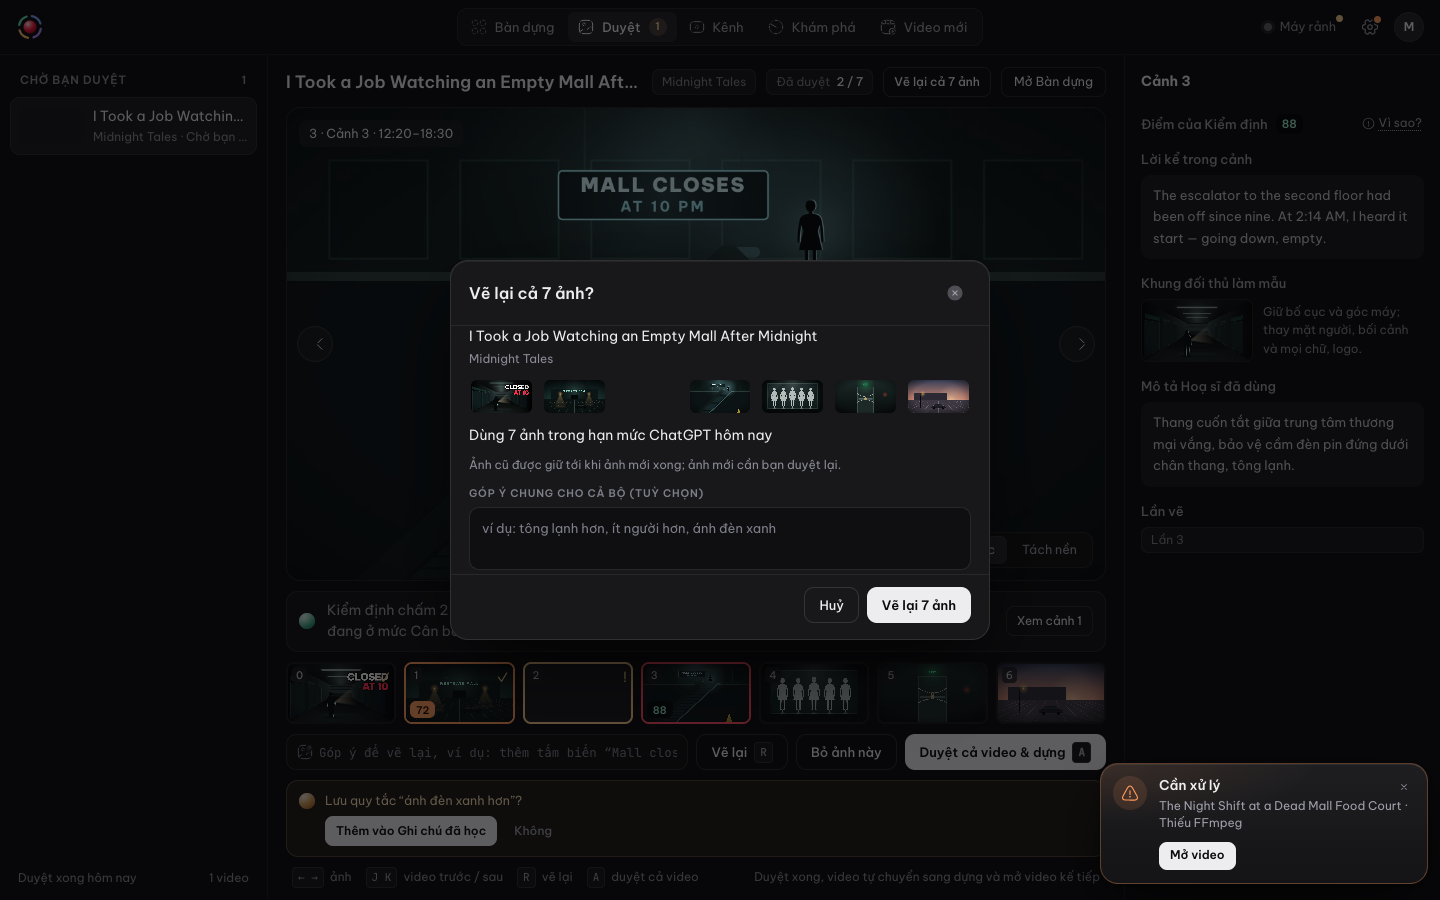 Bàn dựng
Duyệt 1
Kênh
Khám phá
Video mới
Máy rảnh
M
CHỜ BẠN DUYỆT 1
I Took a Job Watchin...
Midnight Tales · Chờ bạn ...
Duyệt xong hôm nay 1 video
I Took a Job Watching an Empty Mall Aft...
Midnight Tales
Đã duyệt 2 / 7
Vẽ lại cả 7 ảnh
Mở Bàn dựng
3 · Cảnh 3 · 12:20–18:30
MALL CLOSES
AT 10 PM
Vẽ lại cả 7 ảnh?
I Took a Job Watching an Empty Mall After Midnight
Midnight Tales
CLOSED
AT 10
Dùng 7 ảnh trong hạn mức ChatGPT hôm nay
Ảnh cũ được giữ tới khi ảnh mới xong; ảnh mới cần bạn duyệt lại.
GÓP Ý CHUNG CHO CẢ BỘ (TUỲ CHỌN)
ví dụ: tông lạnh hơn, ít người hơn, ánh đèn xanh
Huỷ
Vẽ lại 7 ảnh
Tách nền
Kiểm định chấm 2
đang ở mức Cân b
Xem cảnh 1
0
CLOSED
AT 10
1
72
2
!
3
88
4
5
6
Góp ý để vẽ lại, ví dụ: thêm tấm biển “Mall clos
Vẽ lại R
Bỏ ảnh này
Duyệt cả video & dựng A
Lưu quy tắc “ánh đèn xanh hơn”?
Thêm vào Ghi chú đã học
Không
← → ảnh
J K video trước / sau
R vẽ lại
A duyệt cả video
Duyệt xong, video tự chuyển sang dựng và mở video kế tiếp
Cảnh 3
Điểm của Kiểm định 88
Vì sao?
Lời kể trong cảnh
The escalator to the second floor had
been off since nine. At 2:14 AM, I heard it
start — going down, empty.
Khung đối thủ làm mẫu
Giữ bố cục và góc máy;
thay mặt người, bối cảnh
và mọi chữ, logo.
Mô tả Hoạ sĩ đã dùng
Thang cuốn tắt giữa trung tâm thương
mại vắng, bảo vệ cầm đèn pin đứng dưới
chân thang, tông lạnh.
Lần vẽ
Lần 3
Cần xử lý
The Night Shift at a Dead Mall Food Court ·
Thiếu FFmpeg
Mở video